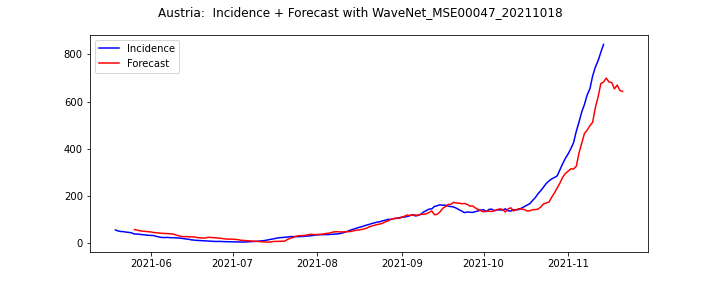 Austria:  Incidence + Forecast with WaveNet_MSE00047_20211018
Incidence
Forecast
800
600
400
200
0
2021-06 2021-07 2021-08 2021-09 2021-10 2021-11